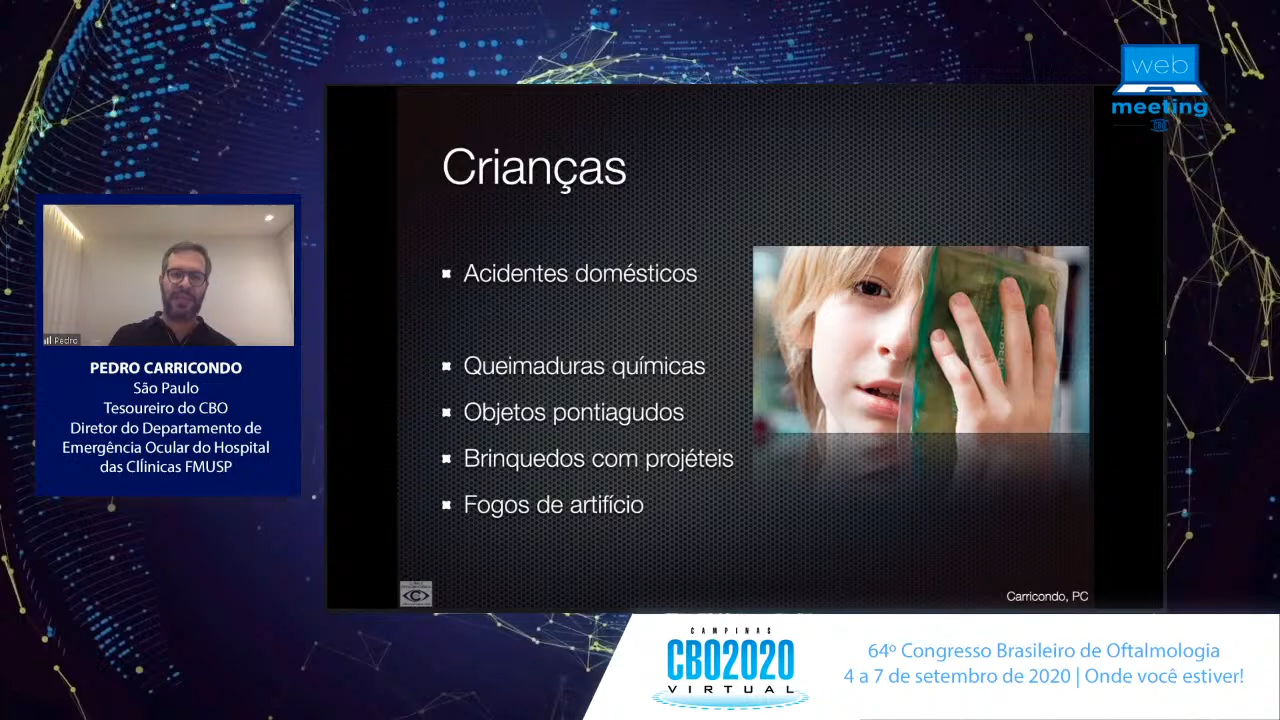 web
meeting
CBO
Crianças
Acidentes domésticos
Queimaduras químicas
Objetos pontiagudos
Brinquedos com projéteis
Fogos de artifício
Carricondo, PC
Pedro
PEDRO CARRICONDO
São Paulo
Tesoureiro do CBO
Diretor do Departamento de
Emergência Ocular do Hospital
das ClÍinicas FMUSP
CAMPINAS
CBO2020
VIRTUAL
64º Congresso Brasileiro de Oftalmologia
4 a 7 de setembro de 2020 | Onde você estiver!